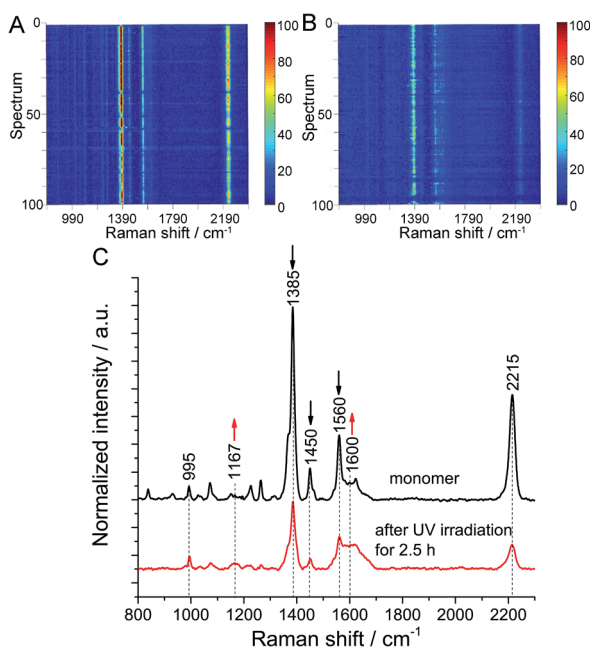 A
B
0
50
100
Spectrum
990 1390 1790 2190
Raman shift / cm-1
100
80
60
40
20
0
0
50
100
Spectrum
990 1390 1790 2190
Raman shift / cm-1
100
80
60
40
20
0
C
Normalized intensity / a.u.
995
1167
1385
1450
1560
1600
2215
monomer
after UV irradiation
for 2.5 h
800 1000 1200 1400 1600 1800 2000 2200
Raman shift / cm-1